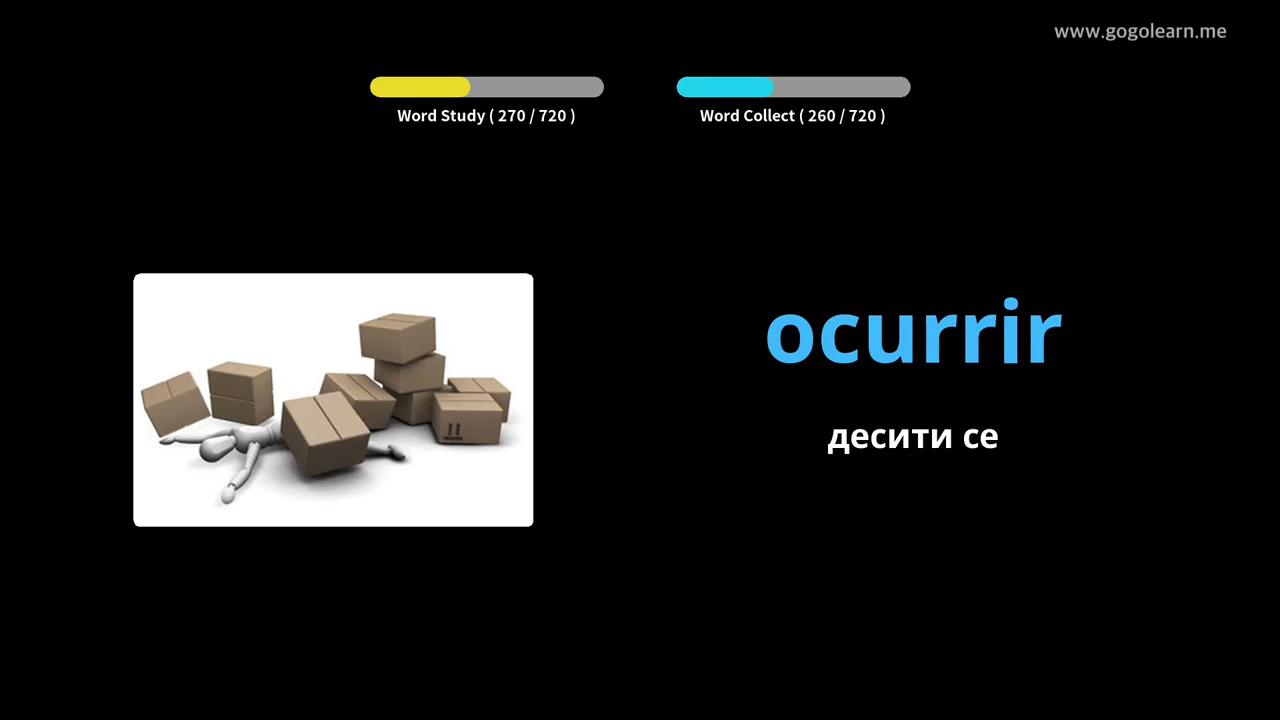 www.gogolearn.me
Word Study ( 270 / 720 )
Word Collect ( 260 / 720 )
ocurrir
десити се